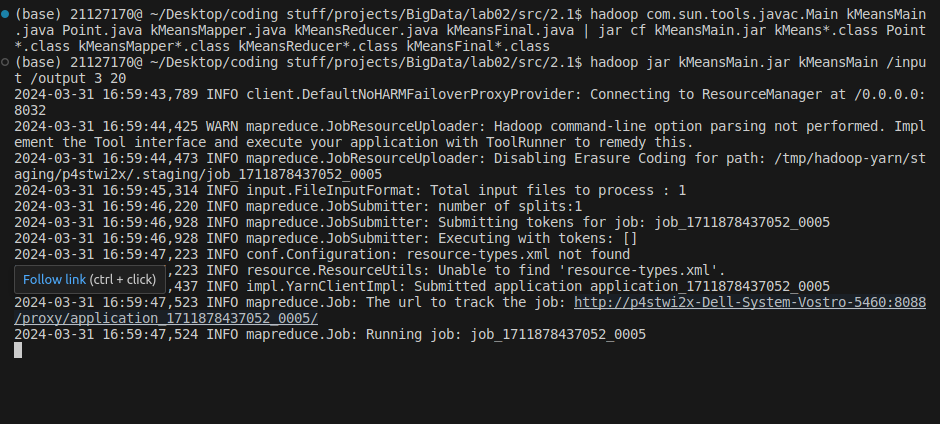 (base) 21127170@ ~/Desktop/coding stuff/projects/BigData/lab02/src/2.1$ hadoop com.sun.tools.javac.Main kMeansMain
.java Point.java kMeansMapper.java kMeansReducer.java kMeansFinal.java | jar cf kMeansMain.jar kMeans*.class Point
*.class kMeansMapper*.class kMeansReducer*.class kMeansFinal*.class
(base) 21127170@ ~/Desktop/coding stuff/projects/BigData/lab02/src/2.1$ hadoop jar kMeansMain.jar kMeansMain /inpu
t /output 3 20
2024-03-31 16:59:43,789 INFO client.DefaultNoHARMFailoverProxyProvider: Connecting to ResourceManager at /0.0.0.0:
8032
2024-03-31 16:59:44,425 WARN mapreduce.JobResourceUploader: Hadoop command-line option parsing not performed. Impl
ement the Tool interface and execute your application with ToolRunner to remedy this.
2024-03-31 16:59:44,473 INFO mapreduce.JobResourceUploader: Disabling Erasure Coding for path: /tmp/hadoop-yarn/st
aging/p4stwi2x/.staging/job_1711878437052_0005
2024-03-31 16:59:45,314 INFO input.FileInputFormat: Total input files to process : 1
2024-03-31 16:59:46,220 INFO mapreduce.JobSubmitter: number of splits:1
2024-03-31 16:59:46,928 INFO mapreduce.JobSubmitter: Submitting tokens for job: job_1711878437052_0005
2024-03-31 16:59:46,928 INFO mapreduce.JobSubmitter: Executing with tokens: []
2024-03-31 16:59:47,223 INFO conf.Configuration: resource-types.xml not found
,223 INFO resource.ResourceUtils: Unable to find 'resource-types.xml'.
Follow link (ctrl + click)
,437 INFO impl.YarnClientImpl: Submitted application application_1711878437052_0005
2024-03-31 16:59:47,523 INFO mapreduce.Job: The url to track the job: http://p4stwi2x-Dell-System-Vostro-5460:8088
/proxy/application_1711878437052_0005/
2024-03-31 16:59:47,524 INFO mapreduce.Job: Running job: job_1711878437052_0005